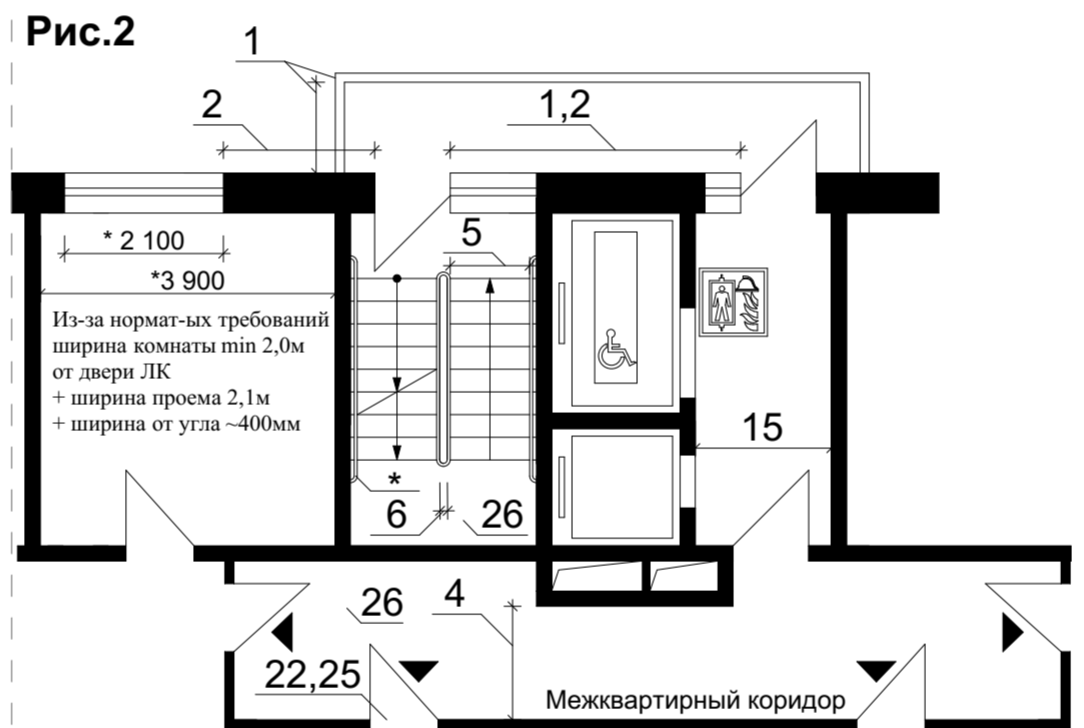 Рис.2
1
2
1,2
* 2 100
5
*3 900
Из-за нормат-ых требований
ширина комнаты min 2,0м
от двери ЛК
+ ширина проема 2,1м
+ ширина от угла ~400мм
15
*
6
26
26
4
22,25
Межквартирный коридор